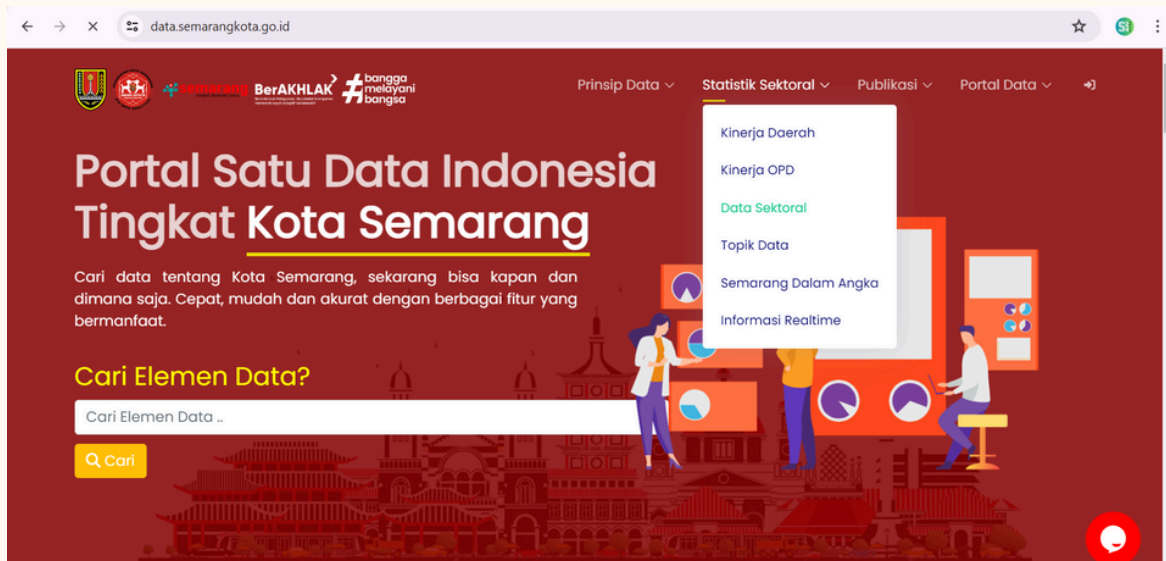 data.semarangkota.go.id
semarang
BerAKHLAK
#bangga
melayani
bangsa
Prinsip Data
Statistik Sektoral
Publikasi
Portal Data
Kinerja Daerah
Kinerja OPD
Data Sektoral
Topik Data
Semarang Dalam Angka
Informasi Realtime
Portal Satu Data Indonesia
Tingkat Kota Semarang
Cari data tentang Kota Semarang, sekarang bisa kapan dan
dimana saja. Cepat, mudah dan akurat dengan berbagai fitur yang
bermanfaat.
Cari Elemen Data?
Cari Elemen Data ..
Cari